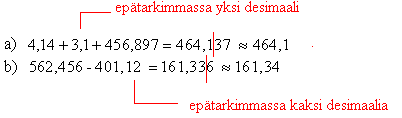 epätarkimmassa yksi desimaali
a) 4,14 + 3,1 + 456,897 = 464,137 ≈ 464,1
b) 562,456 - 401,12 = 161,336 ≈ 161,34
epätarkimmassa kaksi desimaalia